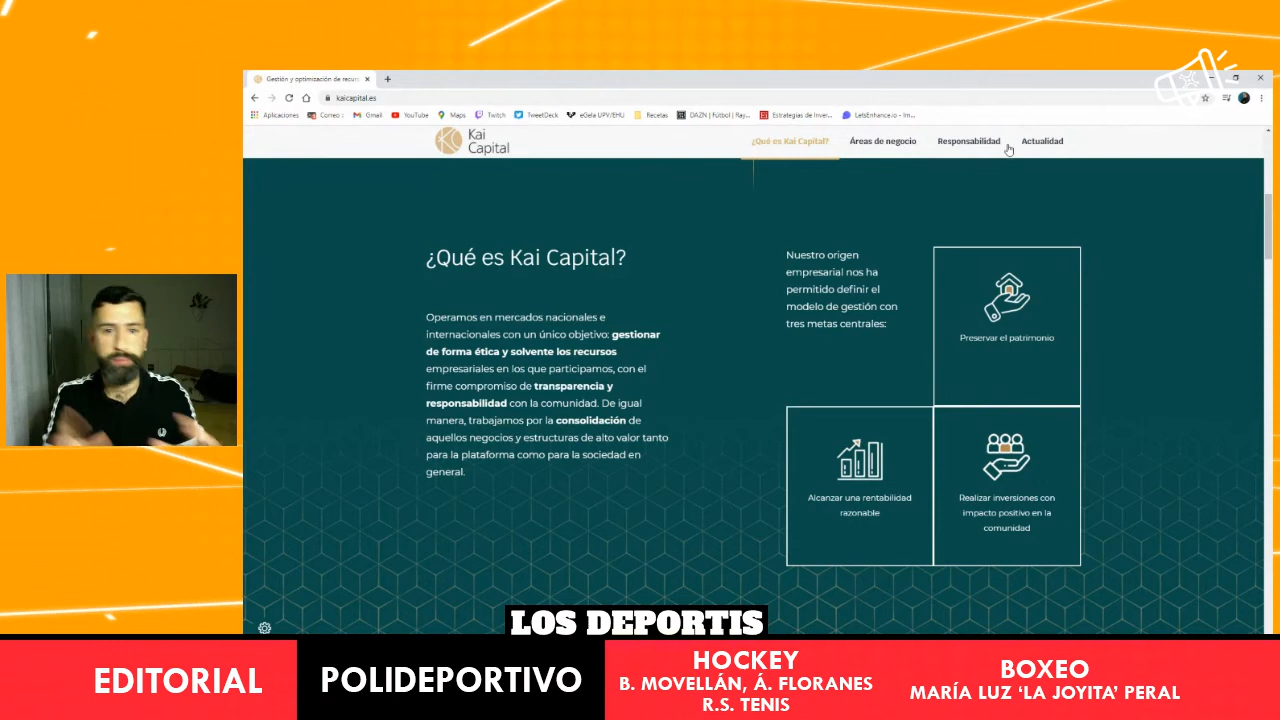 Gestión y optimización de recurs
kaicapital.es
Aplicaciones
Correo :
Gmail
YouTube
Maps
Twitch
TweetDeck
eGela UPV/EHU
Recetas
DAZN | Fútbol | Ray...
Estrategias de Inver...
LetsEnhance.io - Im...
Kai
Capital
¿Qué es Kai Capital?
Áreas de negocio
Responsabilidad
Actualidad
¿Qué es Kai Capital?
Operamos en mercados nacionales e
internacionales con un único objetivo: gestionar
de forma ética y solvente los recursos
empresariales en los que participamos, con el
firme compromiso de transparencia y
responsabilidad con la comunidad. De igual
manera, trabajamos por la consolidación de
aquellos negocios y estructuras de alto valor tanto
para la plataforma como para la sociedad en
general.
Nuestro origen
empresarial nos ha
permitido definir el
modelo de gestión con
tres metas centrales:
Preservar el patrimonio
Alcanzar una rentabilidad
razonable
Realizar inversiones con
impacto positivo en la
comunidad
LOS DEPORTIS
EDITORIAL
POLIDEPORTIVO
HOCKEY
B. MOVELLÁN, Á. FLORANES
R.S. TENIS
BOXEO
MARÍA LUZ ‘LA JOYITA’ PERAL